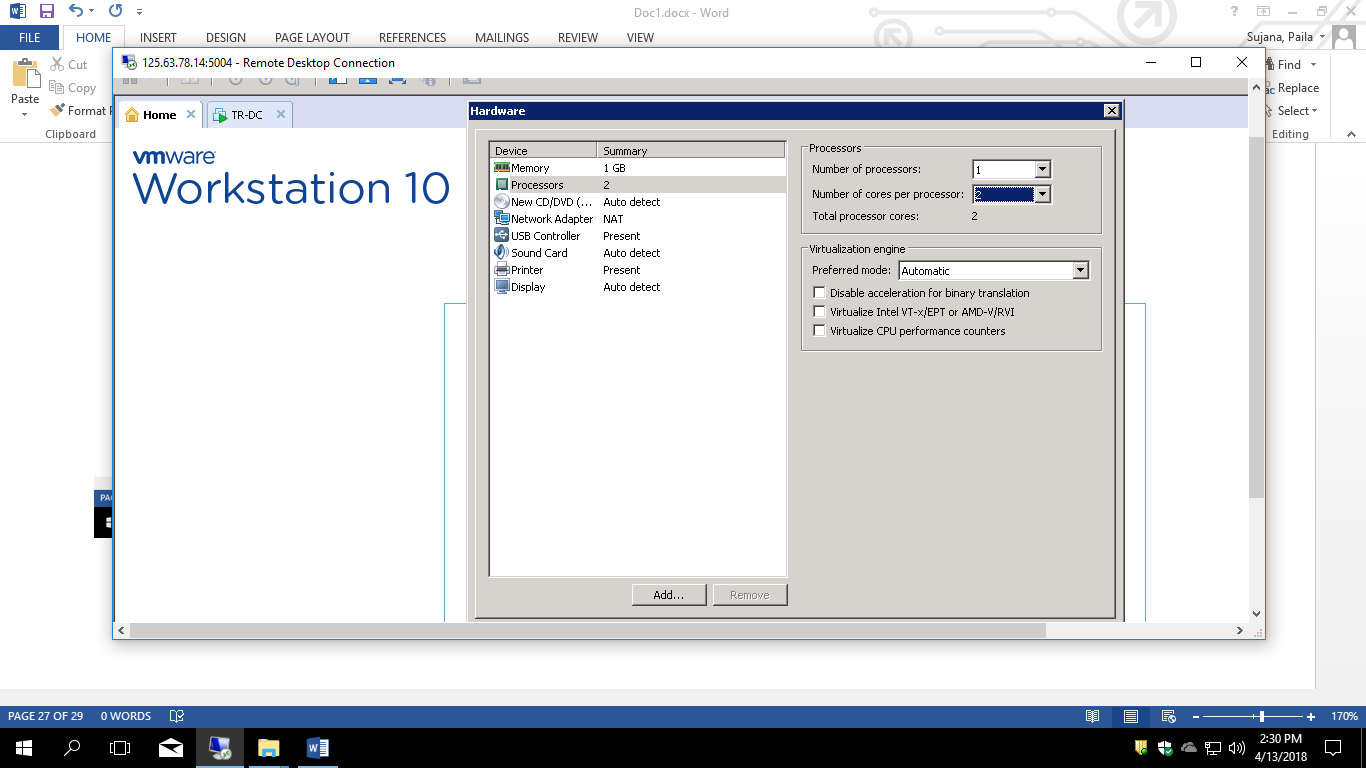 Doc1.docx - Word
FILE HOME INSERT DESIGN PAGE LAYOUT REFERENCES MAILINGS REVIEW VIEW Sujana, Paila
125.63.78.14:5004 - Remote Desktop Connection
Cut
Copy
Format
Paste
Clipboard
Find
Replace
Select
Editing
Home
TR-DC
vmware
Workstation 10
Hardware
Device Summary
Memory 1 GB
Processors 2
New CD/DVD (... Auto detect
Network Adapter NAT
USB Controller Present
Sound Card Auto detect
Printer Present
Display Auto detect
Add...
Remove
Processors
Number of processors: 1
Number of cores per processor: 2
Total processor cores: 2
Virtualization engine
Preferred mode: Automatic
Disable acceleration for binary translation
Virtualize Intel VT-x/EPT or AMD-V/RVI
Virtualize CPU performance counters
PAGE 27 OF 29 0 WORDS 170%
2:30 PM
4/13/2018